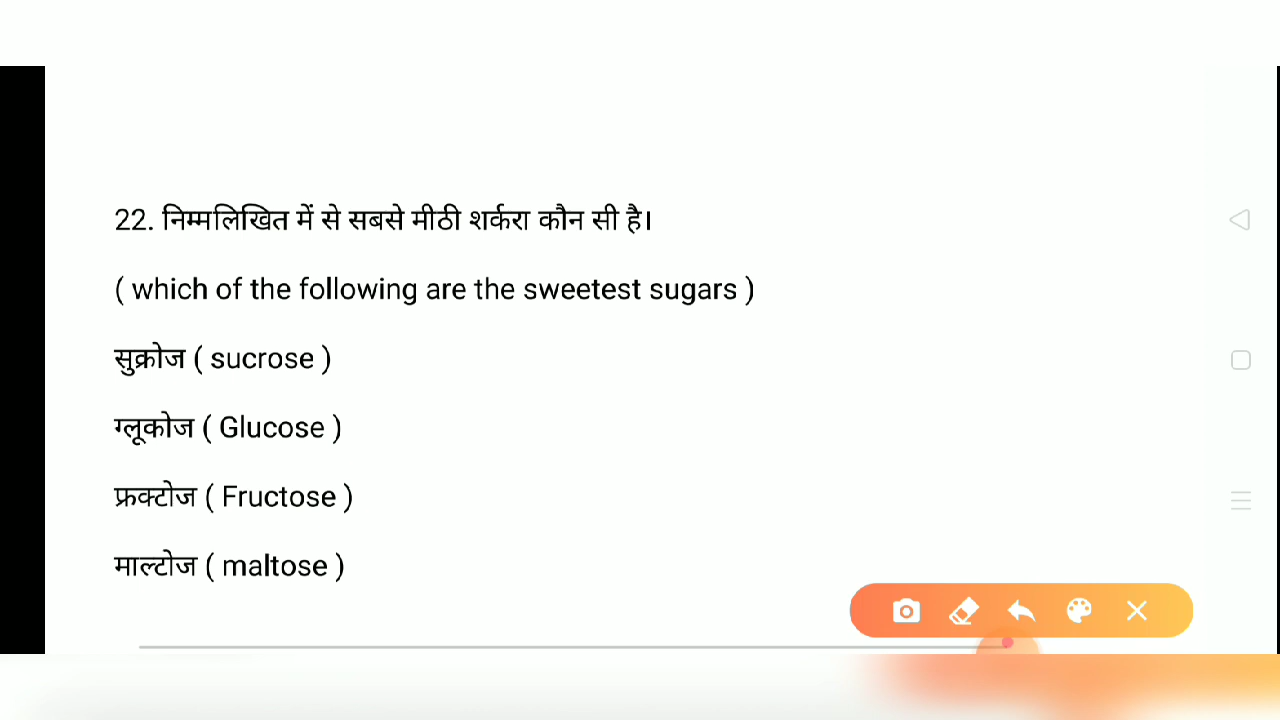 22. निम्मलिखित में से सबसे मीठी शर्करा कौन सी है।
( which of the following are the sweetest sugars )
सुक्रोज ( sucrose )
ग्लूकोज ( Glucose )
फ्रक्टोज ( Fructose )
माल्टोज ( maltose )